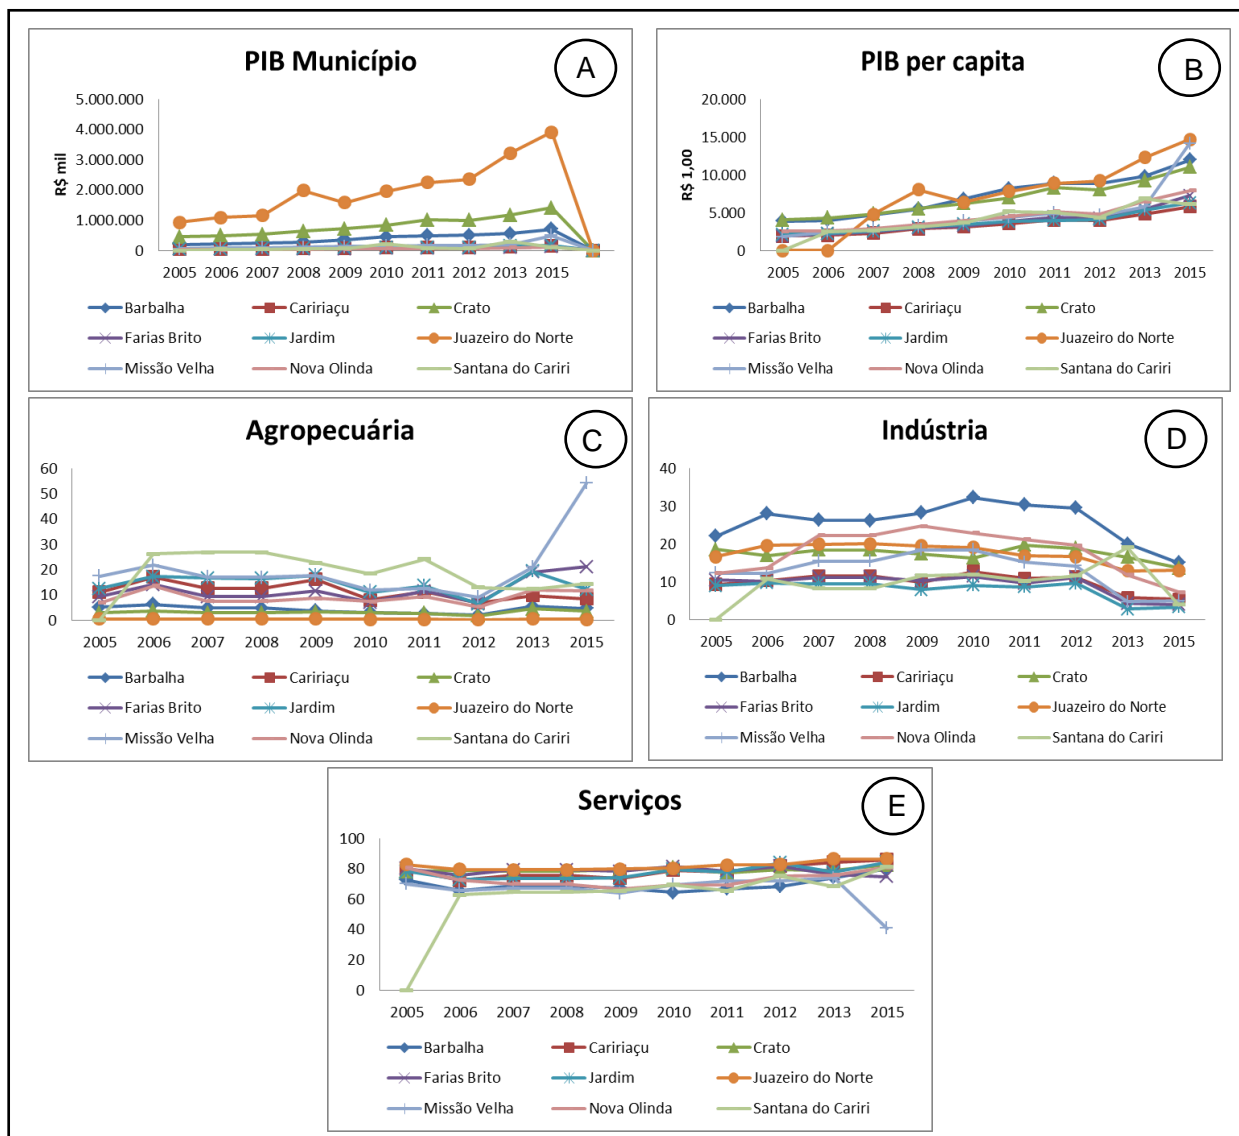 PIB Município
A
5.000.000
4.000.000
3.000.000
2.000.000
1.000.000
0
R$ mil
2005 2006 2007 2008 2009 2010 2011 2012 2013 2015
Barbalha Caririaçu Crato
Farias Brito Jardim Juazeiro do Norte
Missão Velha Nova Olinda Santana do Cariri
PIB per capita
B
20.000
15.000
10.000
5.000
0
R$ 1,00
2005 2006 2007 2008 2009 2010 2011 2012 2013 2015
Barbalha Caririaçu Crato
Farias Brito Jardim Juazeiro do Norte
Missão Velha Nova Olinda Santana do Cariri
Agropecuária
C
60
50
40
30
20
10
0
2005 2006 2007 2008 2009 2010 2011 2012 2013 2015
Barbalha Caririaçu Crato
Farias Brito Jardim Juazeiro do Norte
Missão Velha Nova Olinda Santana do Cariri
Indústria
D
40
30
20
10
0
2005 2006 2007 2008 2009 2010 2011 2012 2013 2015
Barbalha Caririaçu Crato
Farias Brito Jardim Juazeiro do Norte
Missão Velha Nova Olinda Santana do Cariri
Serviços
E
100
80
60
40
20
0
2005 2006 2007 2008 2009 2010 2011 2012 2013 2015
Barbalha Caririaçu Crato
Farias Brito Jardim Juazeiro do Norte
Missão Velha Nova Olinda Santana do Cariri